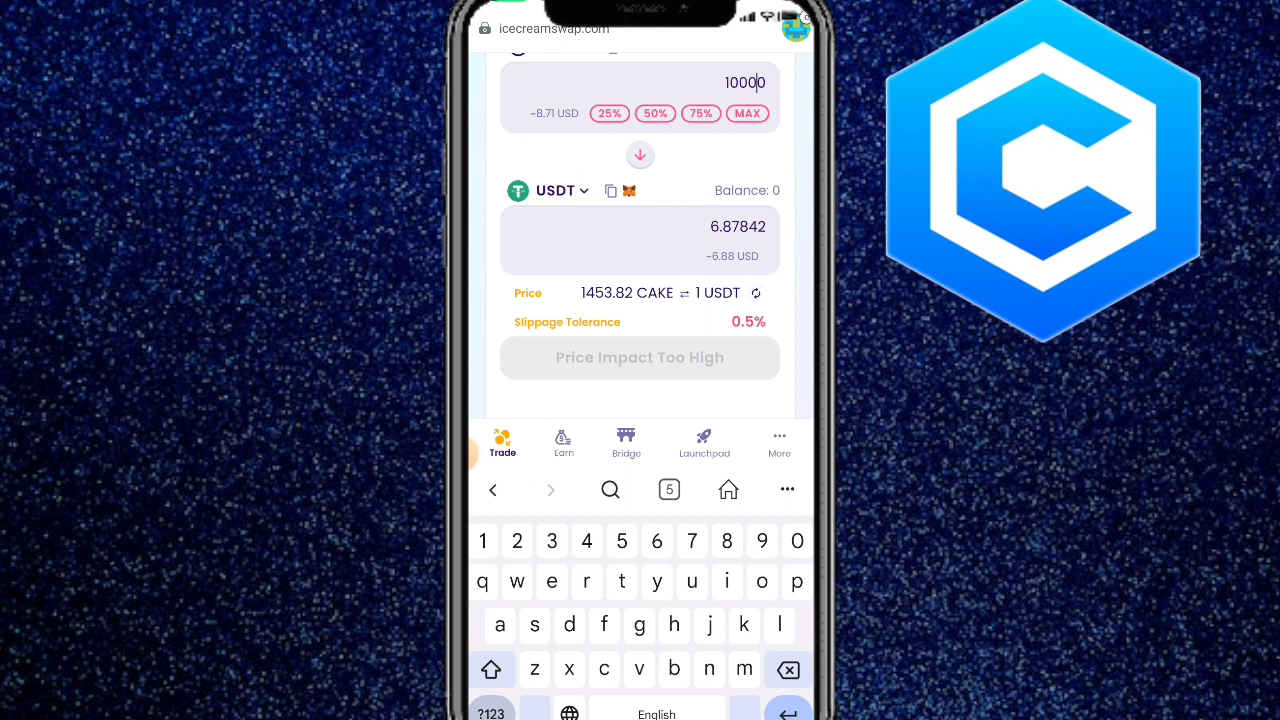 icecreamswap.com
10000
~8.71 USD 25% 50% 75% MAX
USDT Balance: 0
6.87842
~6.88 USD
Price 1453.82 CAKE ⇄ 1 USDT
Slippage Tolerance 0.5%
Price Impact Too High
Trade Earn Bridge Launchpad More
5
1 2 3 4 5 6 7 8 9 0
q w e r t y u i o p
a s d f g h j k l
z x c v b n m
?123 , English